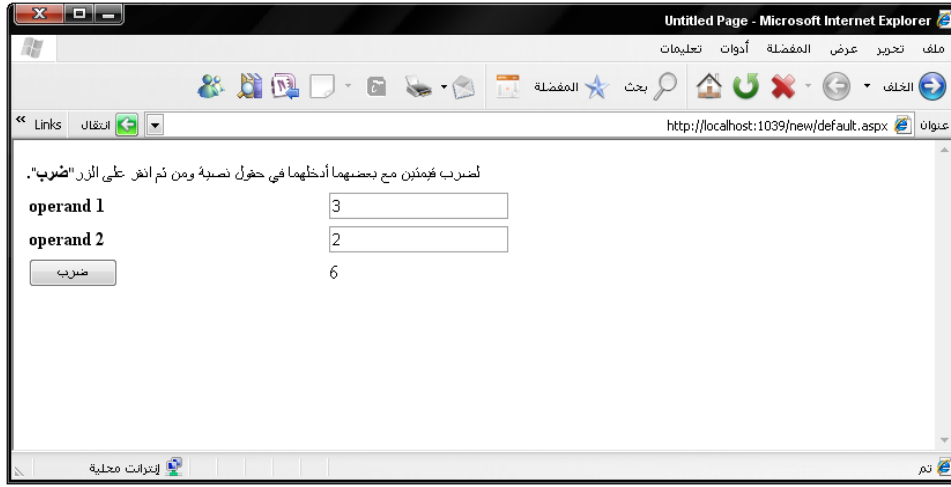 Untitled Page - Microsoft Internet Explorer
ملف تحرير عرض المفضلة أدوات تعليمات
الخلف بحث المفضلة
عنوان http://localhost:1039/new/default.aspx انتقال Links »
لضرب قيمتين مع بعضهما أدخلهما في حقول نصية ومن ثم انقر على الزر "ضرب".
operand 1 3
operand 2 2
ضرب 6
تم إنترانت محلية